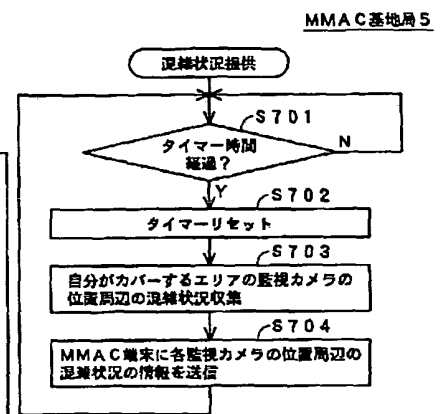 MMAC基地局5
混雑状況提供
S701
タイマー時間
経過?
N
Y
S702
タイマーリセット
S703
自分がカバーするエリアの監視カメラの
位置周辺の混雑状況収集
S704
MMAC端末に各監視カメラの位置周辺の
混雑状況の情報を送信